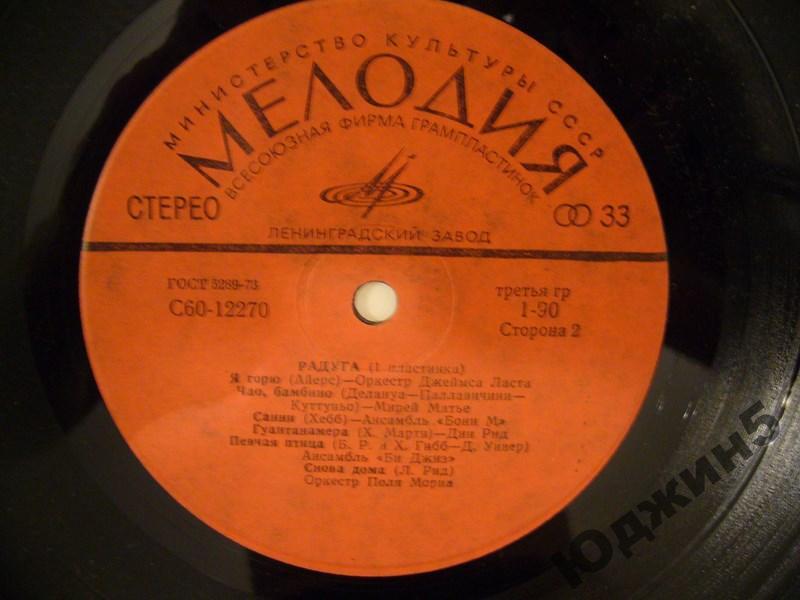 МИНИСТЕРСТВО КУЛЬТУРЫ СССР
МЕЛОДИЯ
ВСЕСОЮЗНАЯ ФИРМА ГРАМПЛАСТИНОК
СТЕРЕО
33
ЛЕНИНГРАДСКИЙ ЗАВОД
ГОСТ 5289-73
С60-12270
третья гр
1-90
Сторона 2
РАДУГА (1 пластинка)
Я горю (Айерс)—Оркестр Джеймса Ласта
Чао, бамбино (Делануа—Паллавичини—
Куттуньо)—Мирей Матье
Санни (Хебб)—Ансамбль «Бони М»
Гуантанамера (Х. Марти)—Дин Рид
Певчая птица (Б. Р. и Х. Гибб—Д. Уивер)
Ансамбль «Би Джиз»
Снова дома (Л. Рид)
Оркестр Поля Мориа
Юджин5